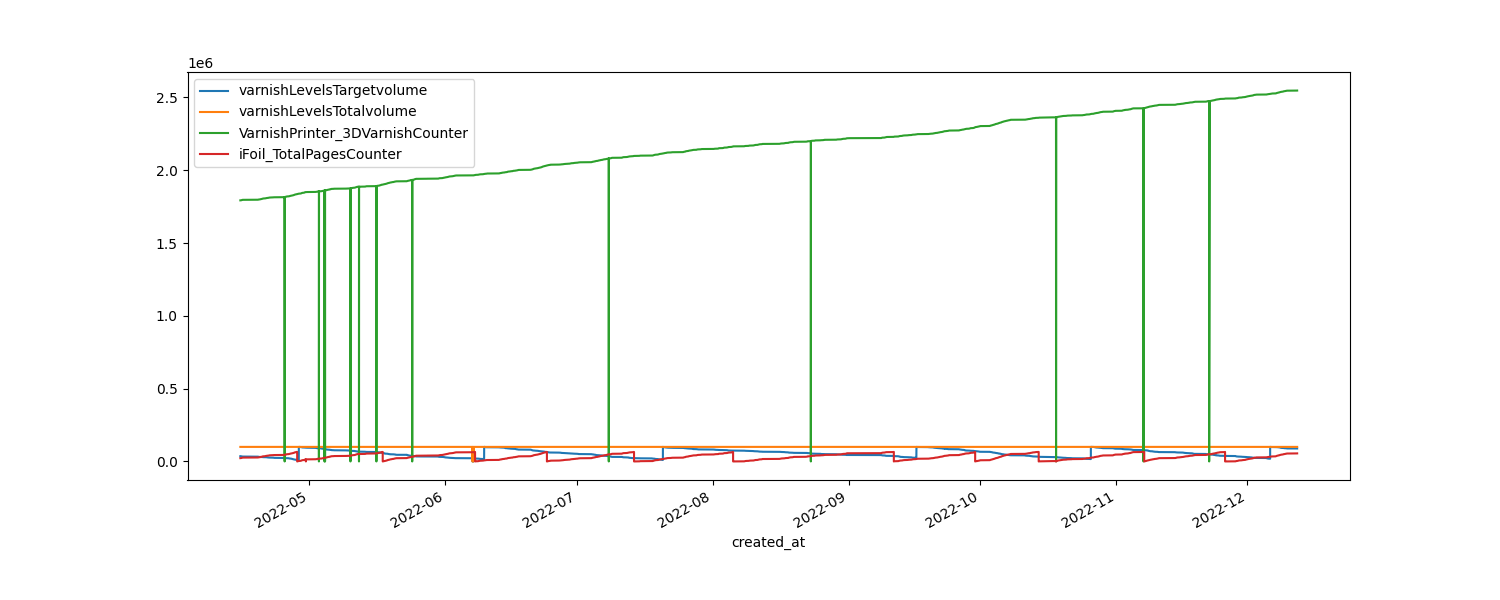 1e6
varnishLevelsTargetvolume
varnishLevelsTotalvolume
VarnishPrinter_3DVarnishCounter
iFoil_TotalPagesCounter
2.5
2.0
1.5
1.0
0.5
0.0
2022-05
2022-06
2022-07
2022-08
2022-09
2022-10
2022-11
2022-12
created_at